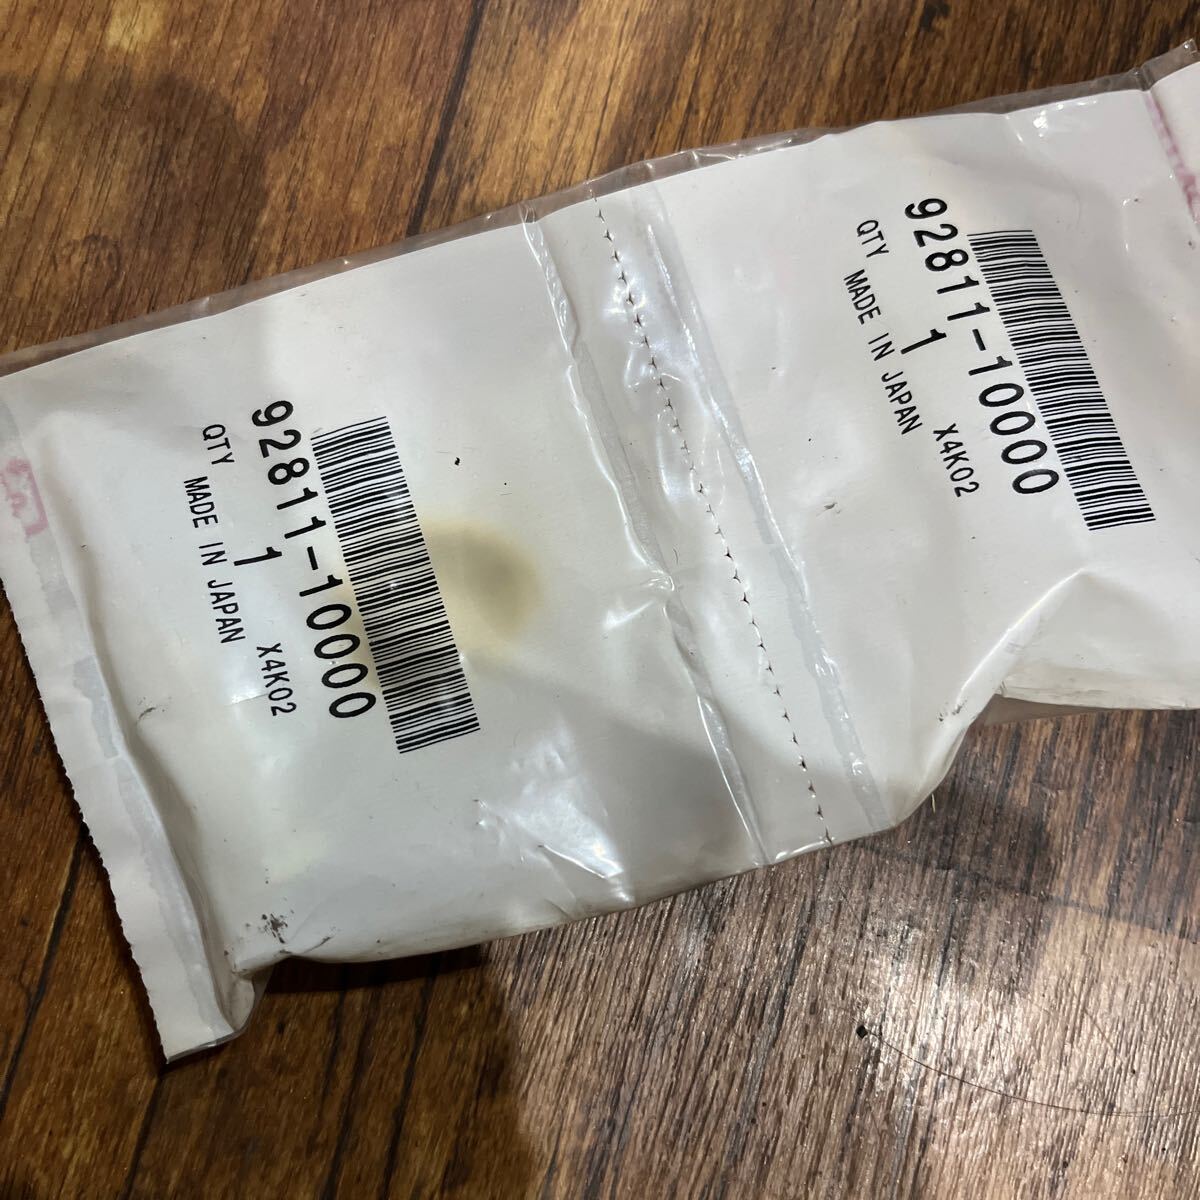 92811-10000
QTY 1
MADE IN JAPAN X4K02
92811-10000
QTY 1
MADE IN JAPAN X4K02